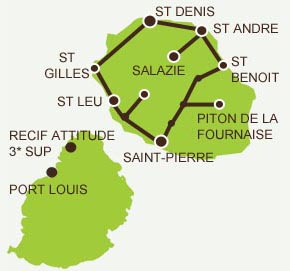 ST DENIS
ST ANDRE
ST
GILLES
SALAZIE
ST
BENOIT
ST LEU
PITON DE LA
FOURNAISE
RECIF ATTITUDE
3* SUP
SAINT-PIERRE
PORT LOUIS